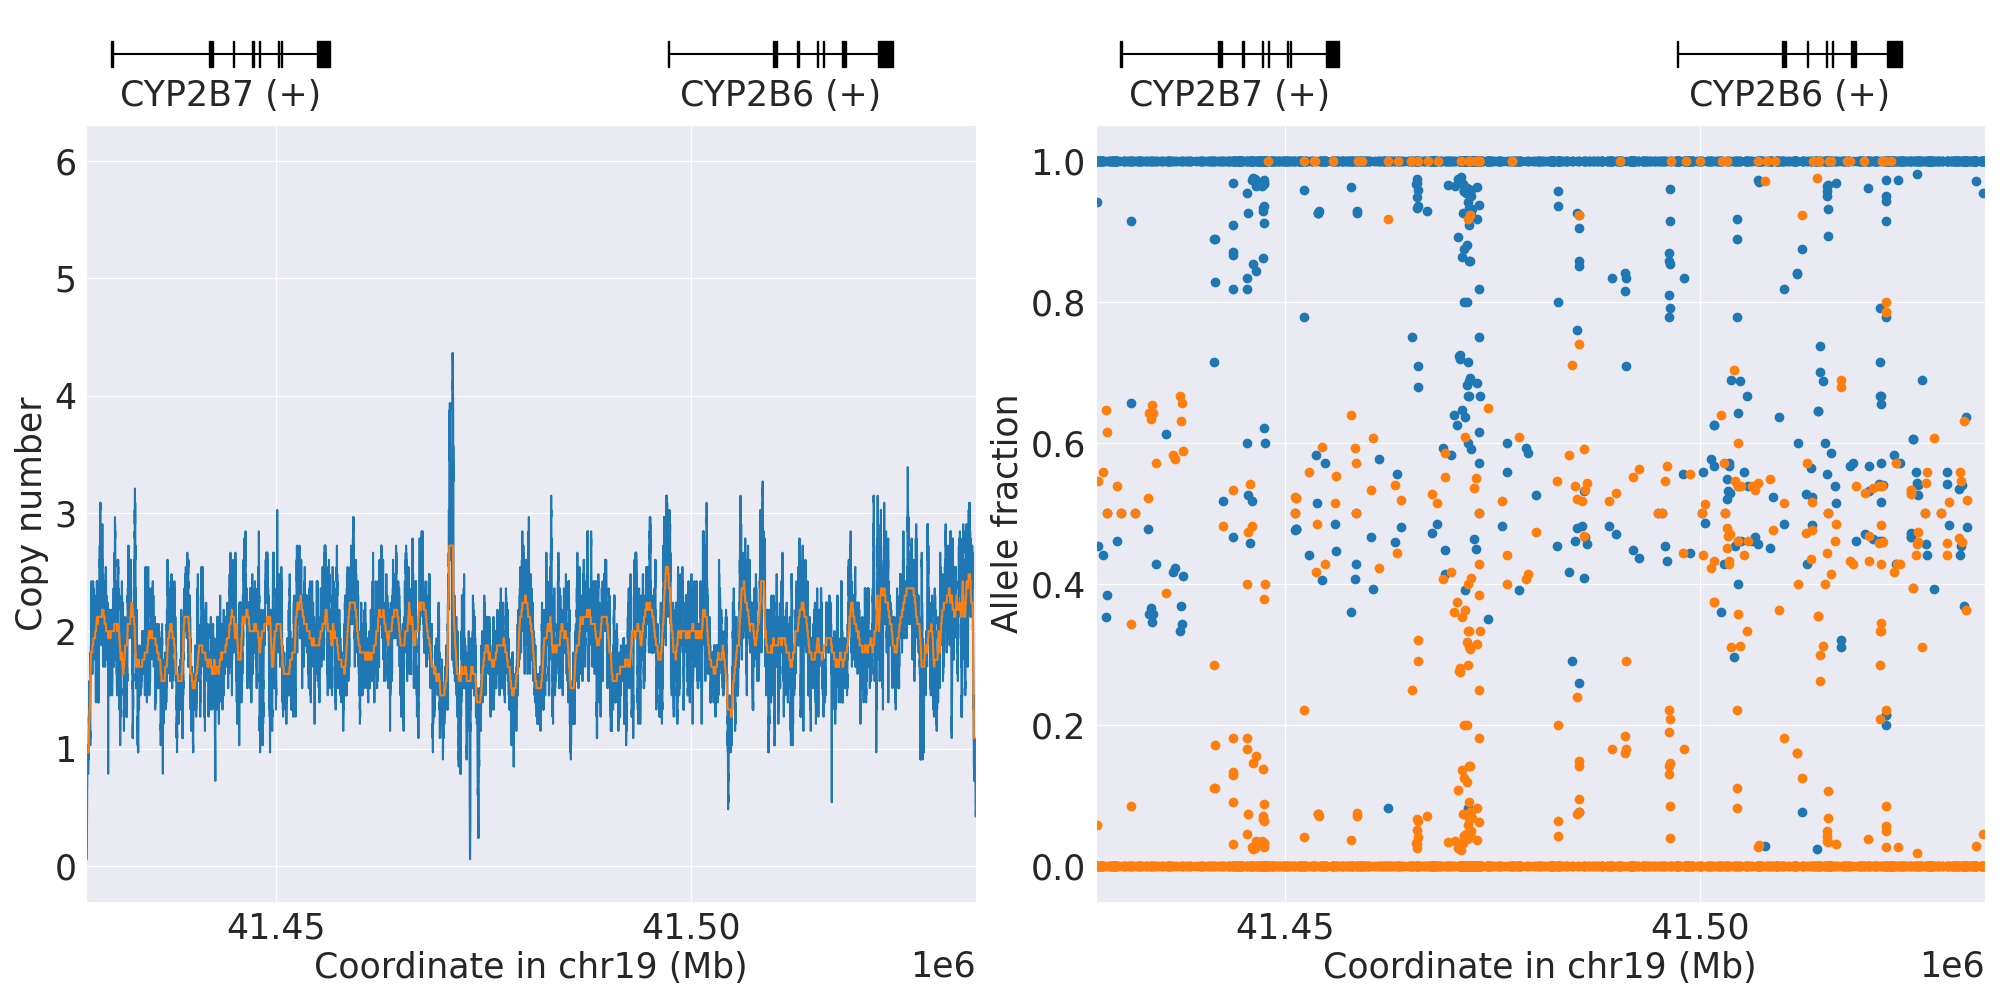 CYP2B7 (+)
CYP2B6 (+)
6
5
4
3
2
1
0
Copy number
41.45
41.50
Coordinate in chr19 (Mb)
1e6
CYP2B7 (+)
CYP2B6 (+)
1.0
0.8
0.6
0.4
0.2
0.0
Allele fraction
41.45
41.50
Coordinate in chr19 (Mb)
1e6